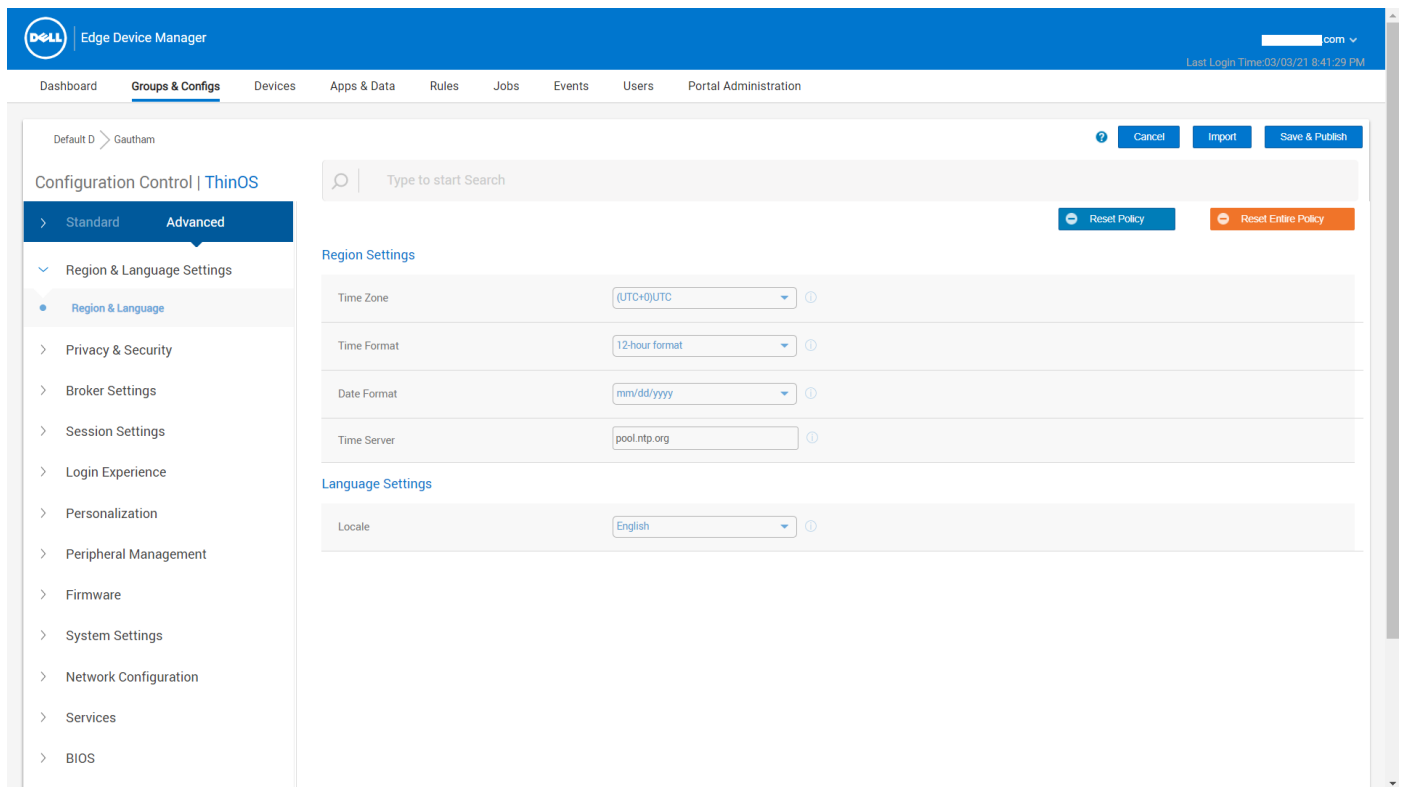 DELL Edge Device Manager
.com
Last Login Time:03/03/21 8:41:29 PM
Dashboard Groups & Configs Devices Apps & Data Rules Jobs Events Users Portal Administration
Default D Gautham
Cancel Import Save & Publish
Configuration Control | ThinOS
Type to start Search
Standard Advanced
Reset Policy Reset Entire Policy
Region & Language Settings
Region & Language
Privacy & Security
Broker Settings
Session Settings
Login Experience
Personalization
Peripheral Management
Firmware
System Settings
Network Configuration
Services
BIOS
Region Settings
Time Zone (UTC+0)UTC
Time Format 12-hour format
Date Format mm/dd/yyyy
Time Server pool.ntp.org
Language Settings
Locale English